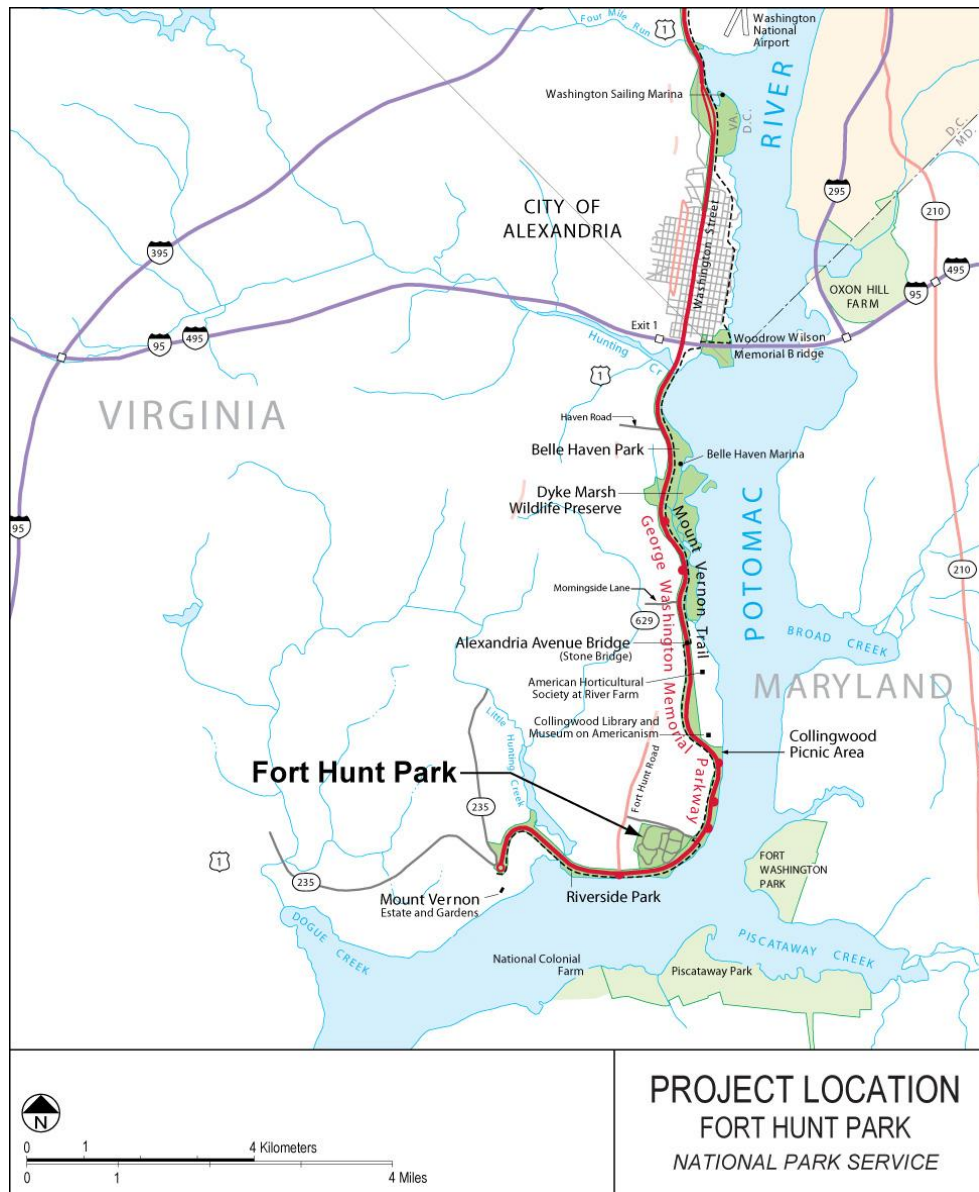 Washington
National
Airport
1
Four Mile Run
Washington Sailing Marina
VA.
D.C.
RIVER
D.C.
MD.
CITY OF
ALEXANDRIA
Washington Street
295
210
395
OXON HILL
FARM
495
95
Exit 1
95
495
Woodrow Wilson
Memorial Bridge
Hunting Cr
1
VIRGINIA
Haven Road
Belle Haven Park
Belle Haven Marina
Dyke Marsh
Wildlife Preserve
95
Mount Vernon Trail
George Washington Memorial Parkway
POTOMAC
210
Morningside Lane
629
BROAD CREEK
Alexandria Avenue Bridge
(Stone Bridge)
American Horticultural
Society at River Farm
MARYLAND
Little Hunting Creek
Collingwood Library and
Museum on Americanism
Collingwood
Picnic Area
Fort Hunt Park
Fort Hunt Road
235
1
235
FORT
WASHINGTON
PARK
Mount Vernon
Estate and Gardens
Riverside Park
DOGUE CREEK
PISCATAWAY CREEK
National Colonial
Farm
Piscataway Park
N
0 1 4 Kilometers
0 1 4 Miles
PROJECT LOCATION
FORT HUNT PARK
NATIONAL PARK SERVICE